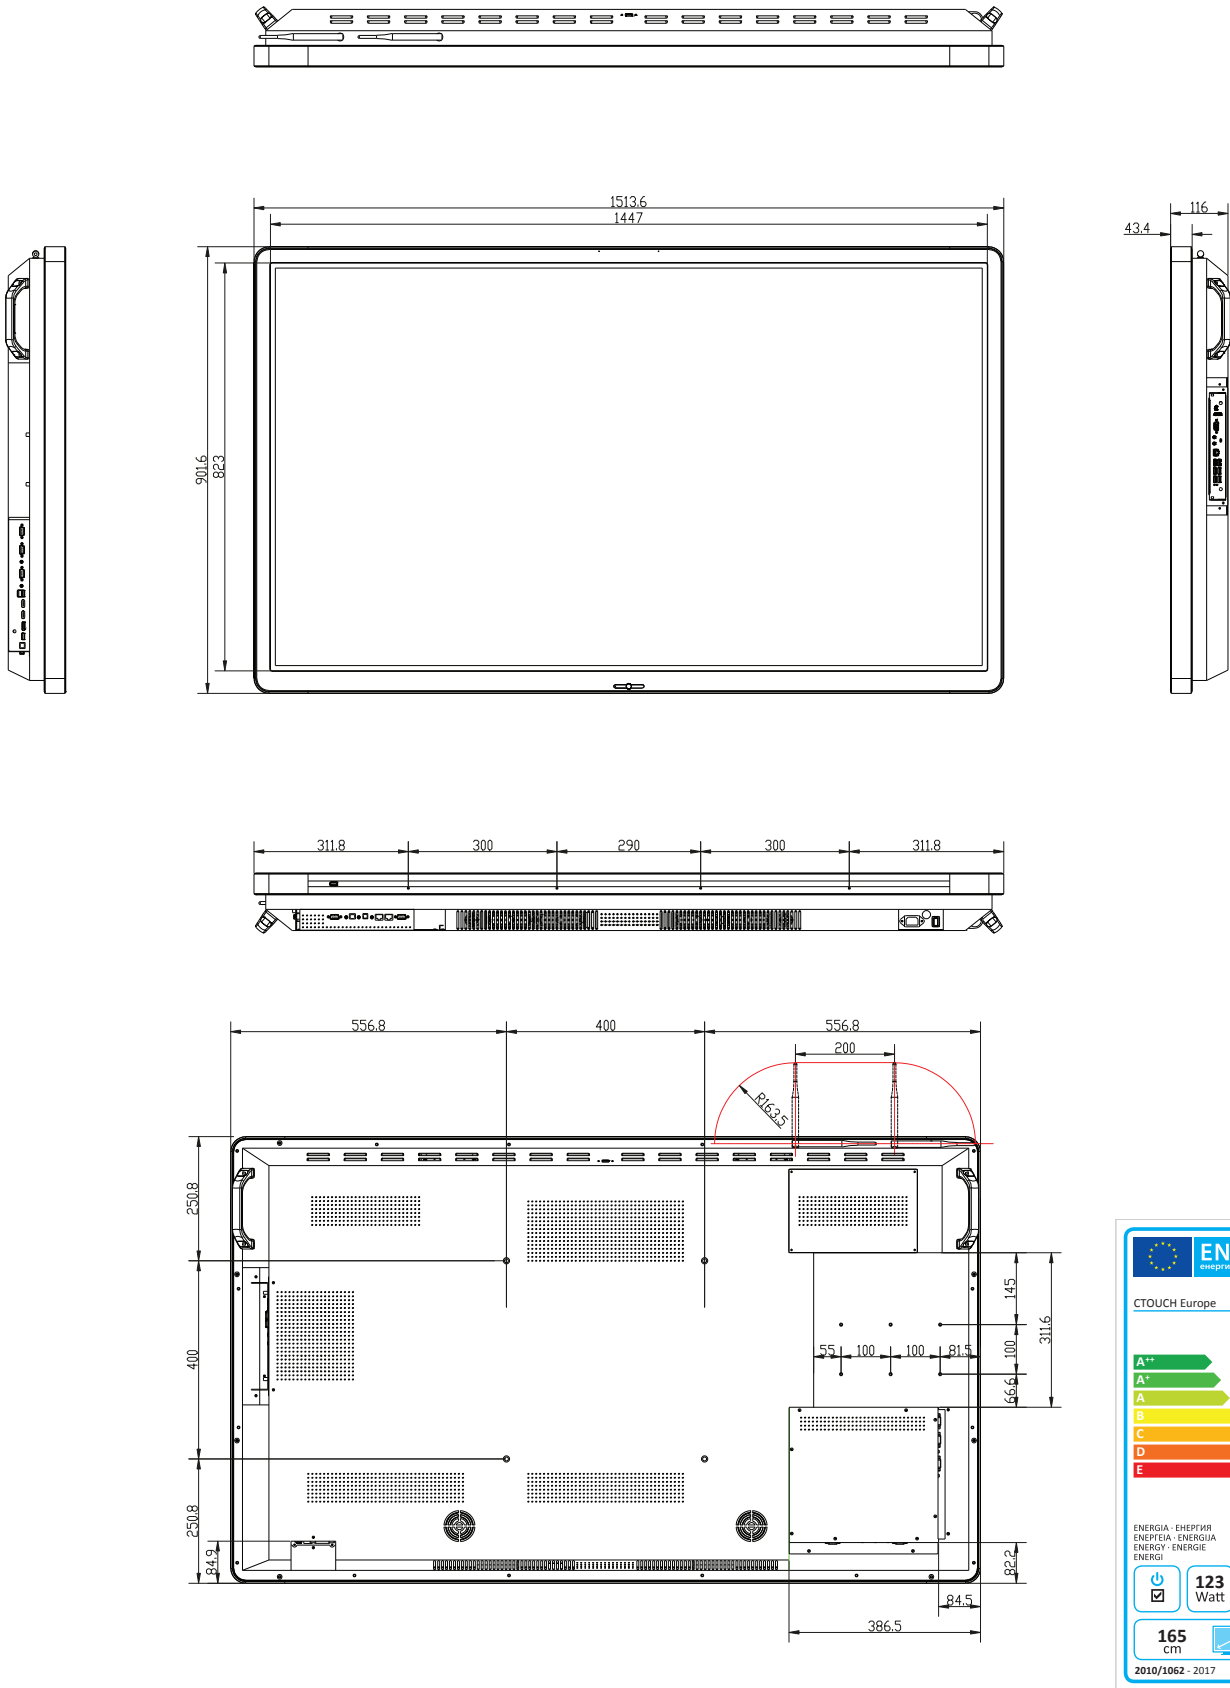 1513.6
1447
116
43.4
901.6
823
311.8
300
290
300
311.8
556.8
400
556.8
200
R163.5
250.8
400
250.8
84.9
145
311.6
100
55
100
100
81.5
66.6
82.2
84.5
386.5
EN
енерги
CTOUCH Europe
A++
A+
A
B
C
D
E
ENERGIA · ЕНЕРГИЯ
ΕΝΕΡΓΕΙΑ · ENERGIJA
ENERGY · ENERGIE
ENERGI
123
Watt
165
cm
2010/1062 - 2017